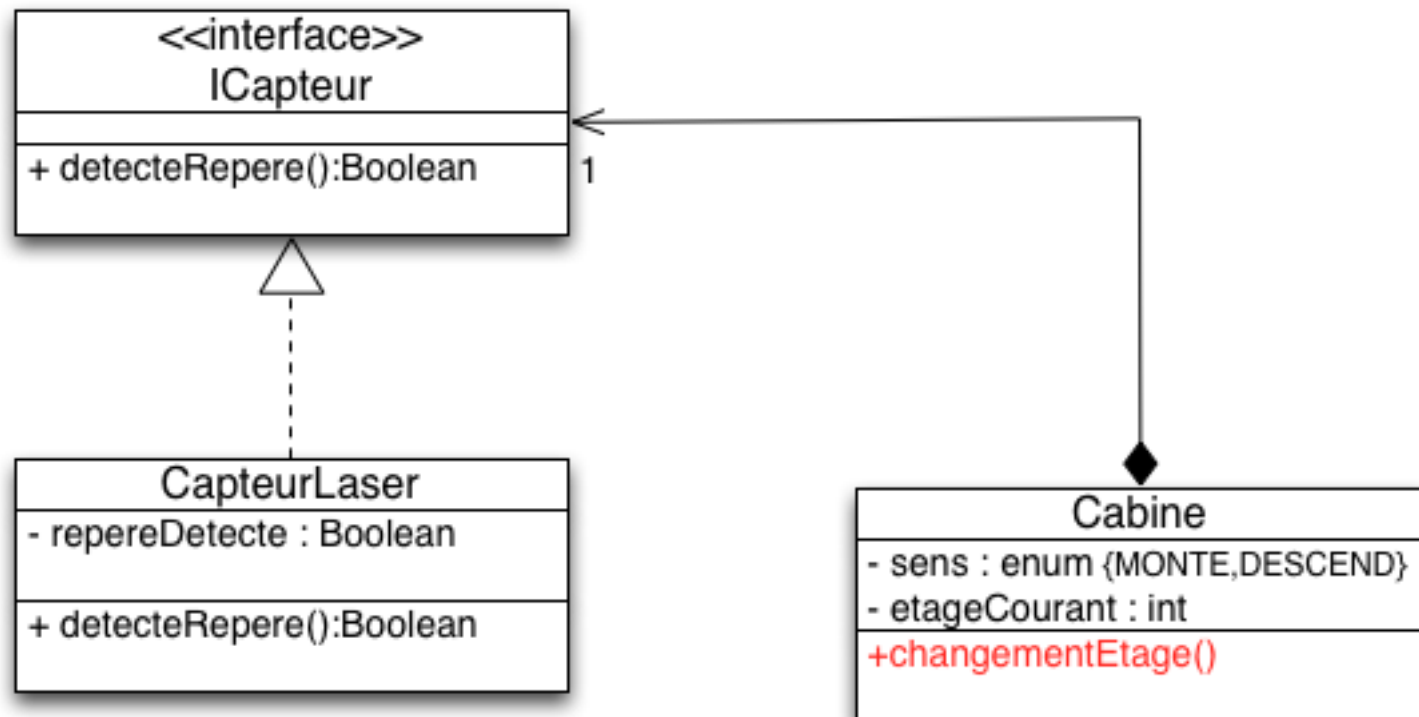 <<interface>>
ICapteur
+ detecteRepere():Boolean
1
CapteurLaser
- repereDetecte : Boolean
+ detecteRepere():Boolean
Cabine
- sens : enum {MONTE,DESCEND}
- etageCourant : int
+changementEtage()